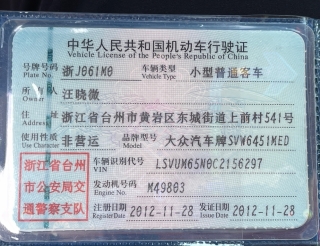 中华人民共和国机动车行驶证
Vehicle License of the People's Republic of China
号牌号码 浙J061M0 车辆类型 小型普通客车
Plate No. Vehicle Type
所有人 汪晓微
Owner
住址 浙江省台州市黄岩区东城街道上前村541号
Address
使用性质 非营运 品牌型号 大众汽车牌SVW6451MED
Use Character Model
浙江省台 车辆识别代号 LSVUM65N0C2156297
VIN
州市公安局交 发动机号码 M49803
Engine No.
通警察支队 注册日期 2012-11-28 发证日期 2012-11-28
Register Date Issue Date